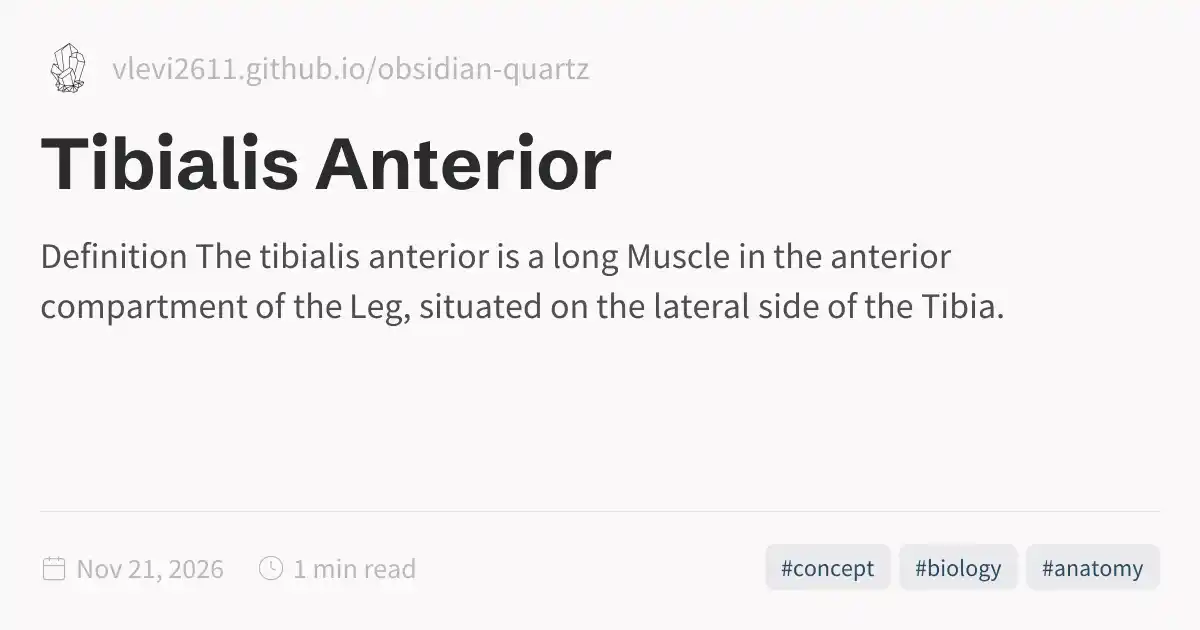 vlevi2611.github.io/obsidian-quartz
Tibialis Anterior
Definition The tibialis anterior is a long Muscle in the anterior
compartment of the Leg, situated on the lateral side of the Tibia.
Nov 21, 2026 1 min read #concept #biology #anatomy